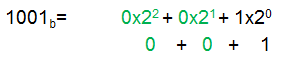 1001b= 0x2² + 0x2¹ + 1x2⁰
0 + 0 + 1